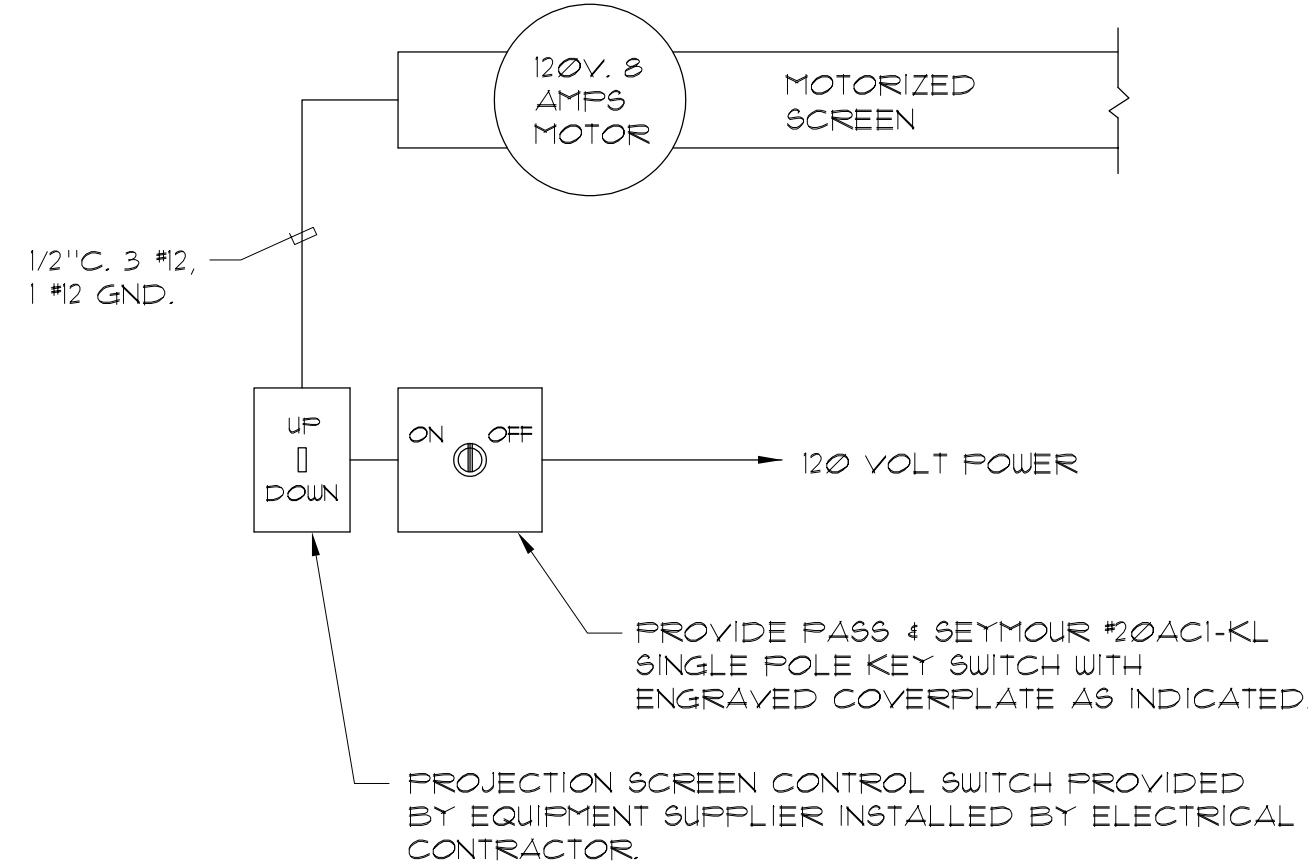 120V. 8
AMPS
MOTOR
MOTORIZED
SCREEN
1/2"C. 3 #12,
1 #12 GND.
UP
DOWN
ON OFF
120 VOLT POWER
PROVIDE PASS & SEYMOUR #20AC1-KL
SINGLE POLE KEY SWITCH WITH
ENGRAVED COVERPLATE AS INDICATED.
PROJECTION SCREEN CONTROL SWITCH PROVIDED
BY EQUIPMENT SUPPLIER INSTALLED BY ELECTRICAL
CONTRACTOR.